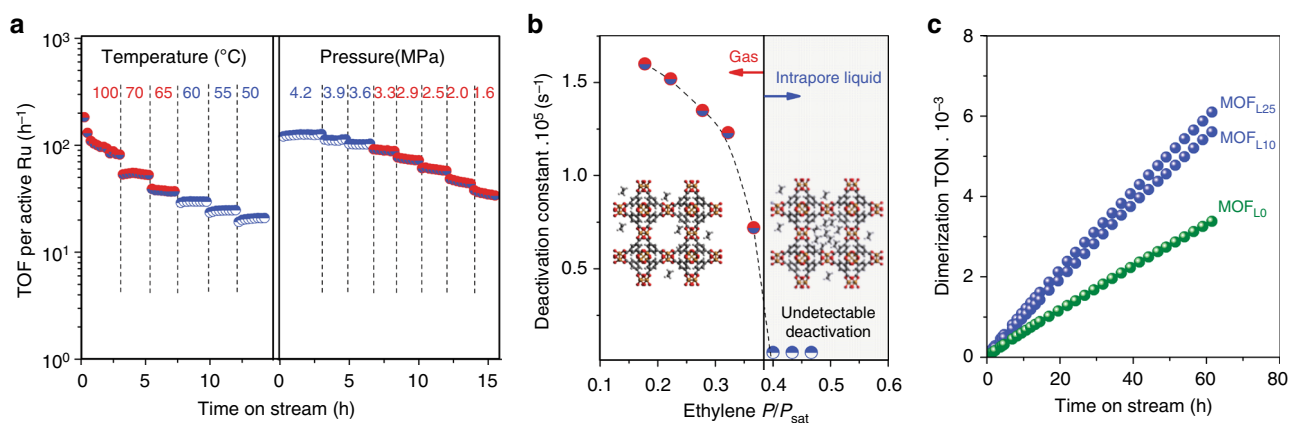 a
TOF per active Ru (h⁻¹)
10³
10²
10¹
10⁰
Temperature (°C)
100 70 65 60 55 50
Pressure(MPa)
4.2 3.9 3.6 3.3 2.9 2.5 2.0 1.6
0 5 10 0 5 10 15
Time on stream (h)
b
Deactivation constant . 10⁵ (s⁻¹)
1.5
1.0
0.5
Gas
Intrapore liquid
Undetectable
deactivation
0.1 0.2 0.3 0.4 0.5 0.6
Ethylene P/Psat
c
Dimerization TON . 10⁻³
8
6
4
2
0
MOFL25
MOFL10
MOFL0
0 20 40 60 80
Time on stream (h)